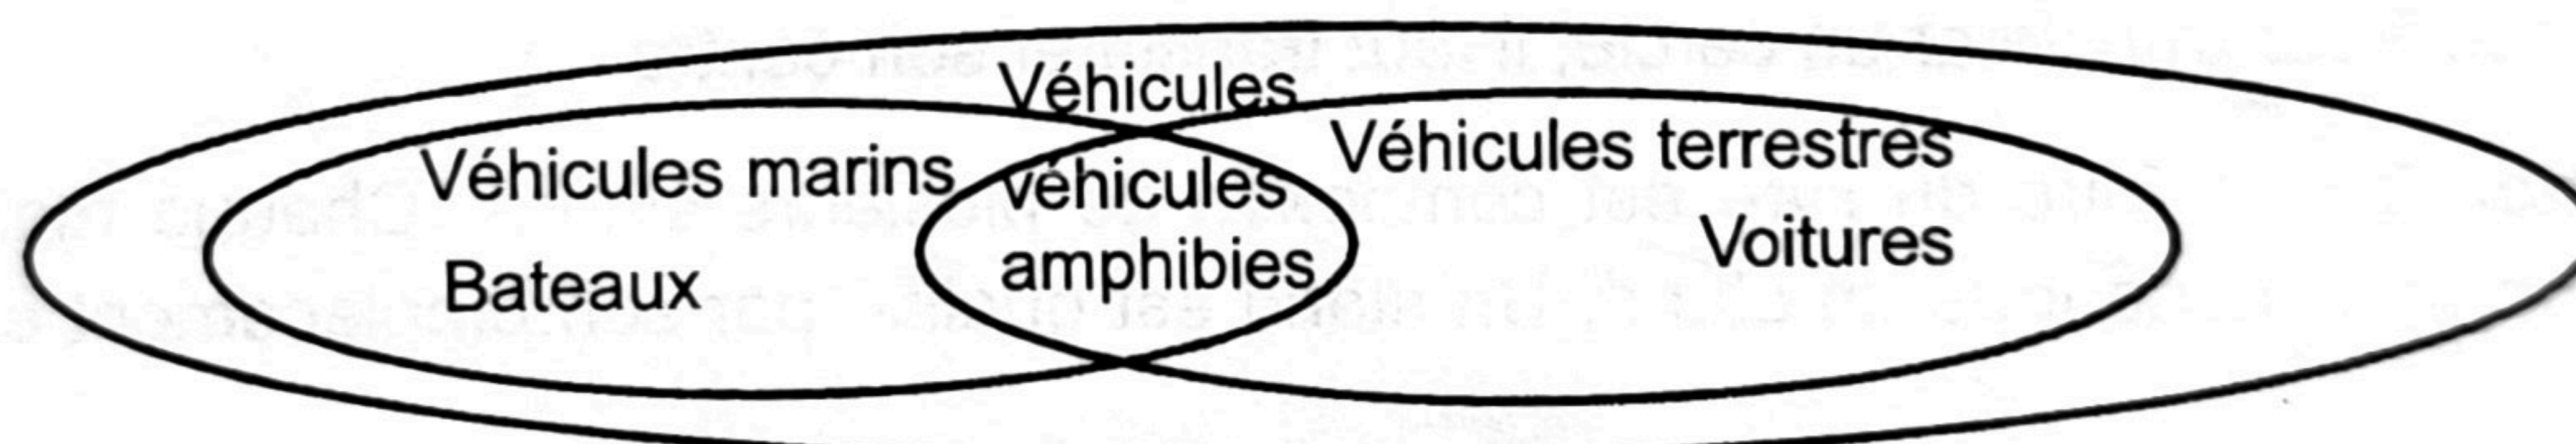 Véhicules
Véhicules marins
véhicules
amphibies
Bateaux
Véhicules terrestres
Voitures